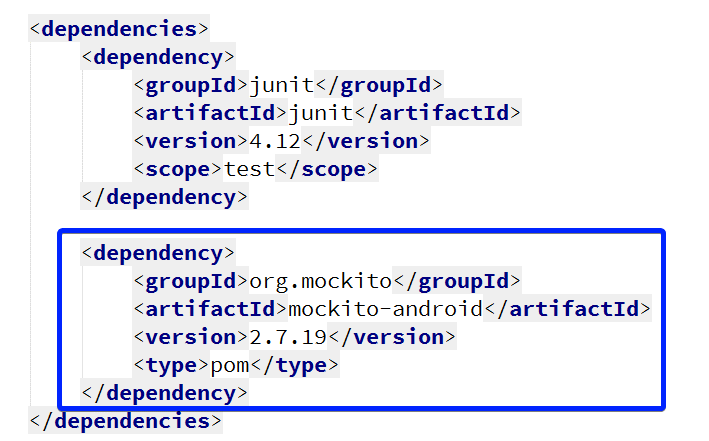 <dependencies>
<dependency>
<groupId>junit</groupId>
<artifactId>junit</artifactId>
<version>4.12</version>
<scope>test</scope>
</dependency>
<dependency>
<groupId>org.mockito</groupId>
<artifactId>mockito-android</artifactId>
<version>2.7.19</version>
<type>pom</type>
</dependency>
</dependencies>